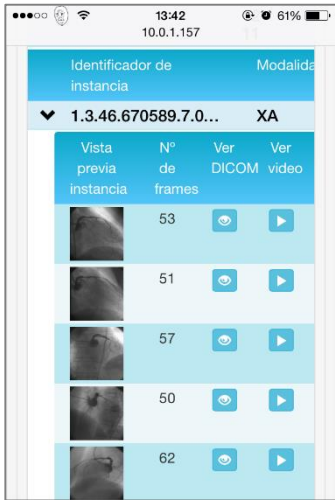 13:42
61%
10.0.1.157
Identificador de instancia
Modalida
1.3.46.670589.7.0...
XA
Vista previa instancia
Nº de frames
Ver DICOM
Ver video
53
51
57
50
62